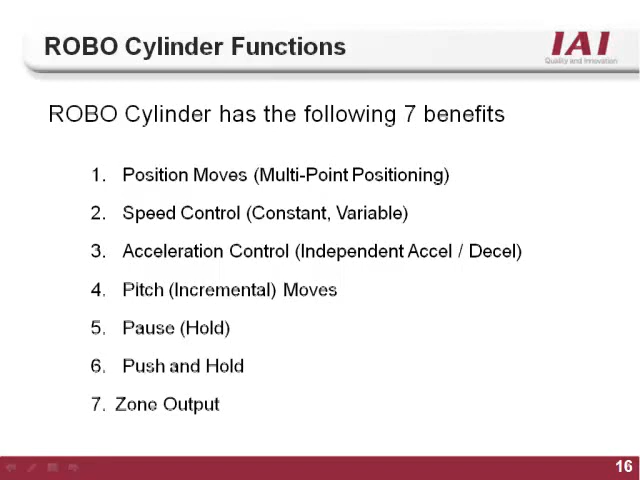 ROBO Cylinder Functions
IAI
Quality and Innovation
ROBO Cylinder has the following 7 benefits
1. Position Moves (Multi-Point Positioning)
2. Speed Control (Constant, Variable)
3. Acceleration Control (Independent Accel / Decel)
4. Pitch (Incremental) Moves
5. Pause (Hold)
6. Push and Hold
7. Zone Output
16